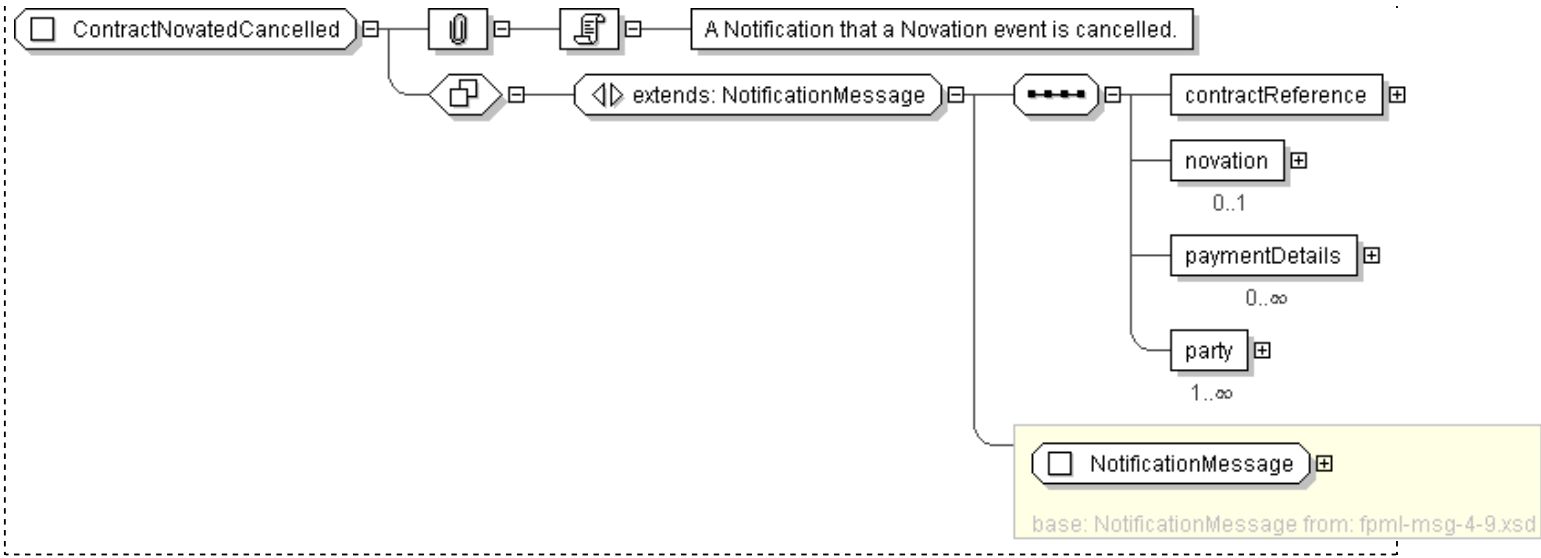 ContractNovatedCancelled
A Notification that a Novation event is cancelled.
extends: NotificationMessage
contractReference
novation
0..1
paymentDetails
0..∞
party
1..∞
NotificationMessage
base: NotificationMessage from: fpml-msg-4-9.xsd